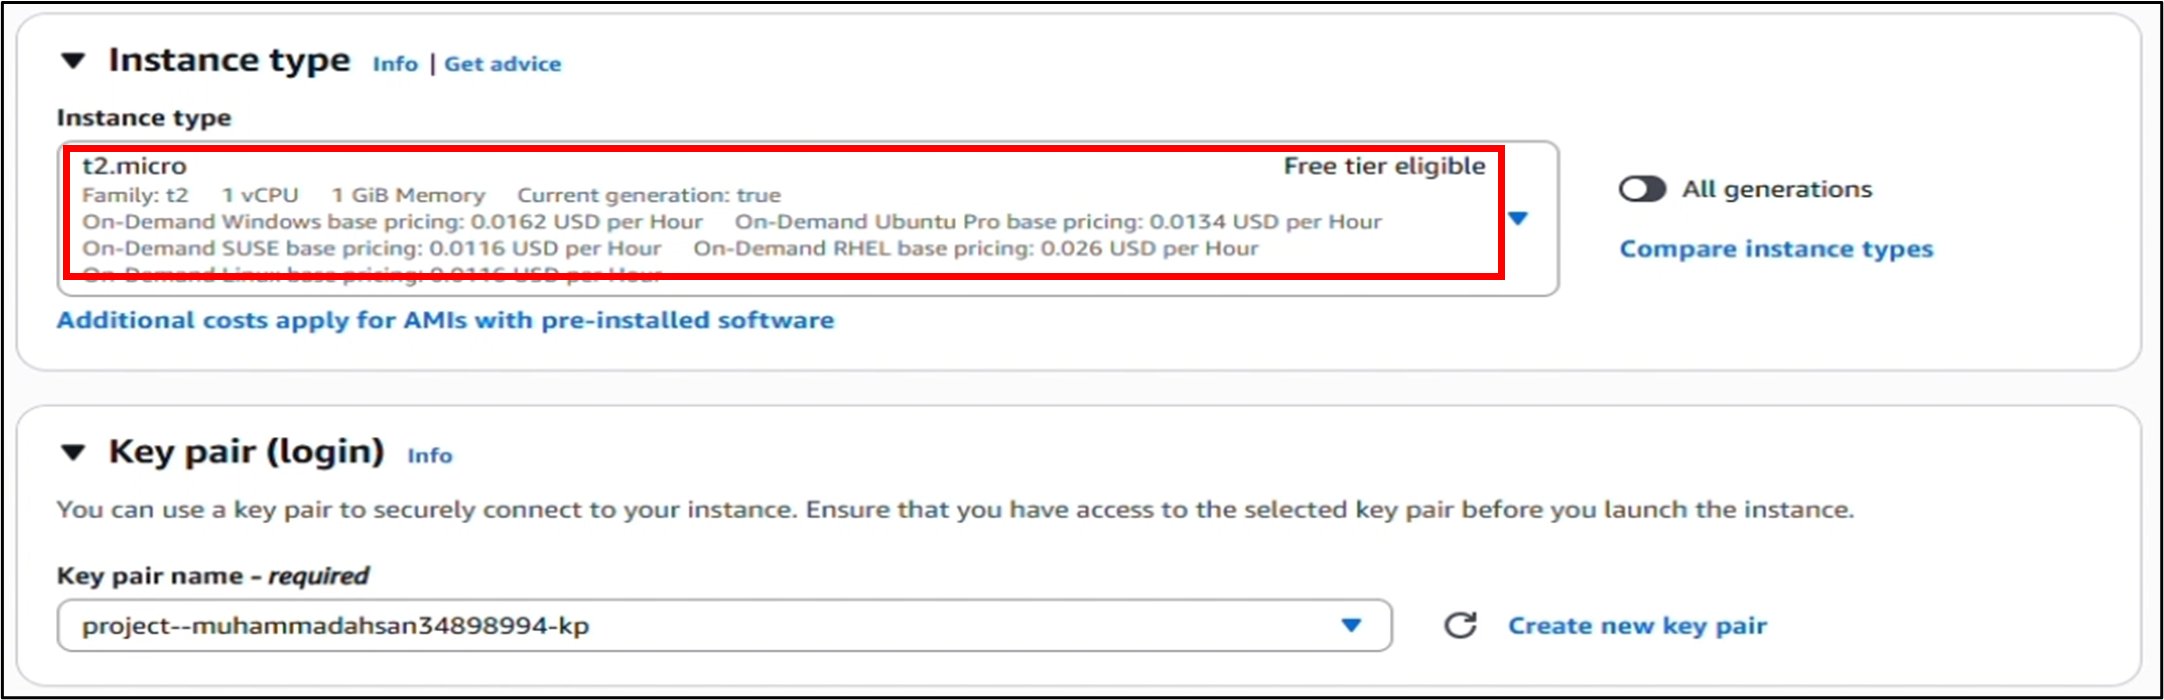 Instance type Info | Get advice
Instance type
t2.micro Free tier eligible
Family: t2 1 vCPU 1 GiB Memory Current generation: true
On-Demand Windows base pricing: 0.0162 USD per Hour On-Demand Ubuntu Pro base pricing: 0.0134 USD per Hour
On-Demand SUSE base pricing: 0.0116 USD per Hour On-Demand RHEL base pricing: 0.026 USD per Hour
On-Demand Linux base pricing: 0.0116 USD per Hour
All generations
Compare instance types
Additional costs apply for AMIs with pre-installed software
Key pair (login) Info
You can use a key pair to securely connect to your instance. Ensure that you have access to the selected key pair before you launch the instance.
Key pair name - required
project--muhammadahsan34898994-kp
Create new key pair